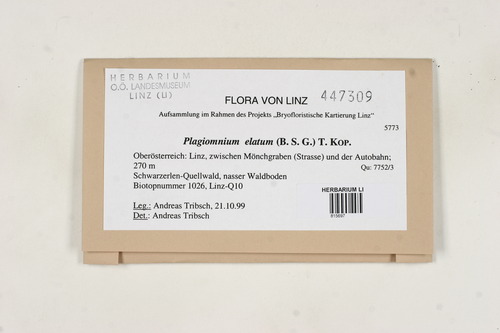 HERBARIUM
O.Ö. LANDESMUSEUM
LINZ (LI)
FLORA VON LINZ 447309
Aufsammlung im Rahmen des Projekts „Bryofloristische Kartierung Linz"
5773
Plagiomnium elatum (B. S. G.) T. KOP.
Oberösterreich: Linz, zwischen Mönchgraben (Strasse) und der Autobahn;
270 m Qu: 7752/3
Schwarzerlen-Quellwald, nasser Waldboden
Biotopnummer 1026, Linz-Q10
HERBARIUM LI
Leg.: Andreas Tribsch, 21.10.99
Det.: Andreas Tribsch